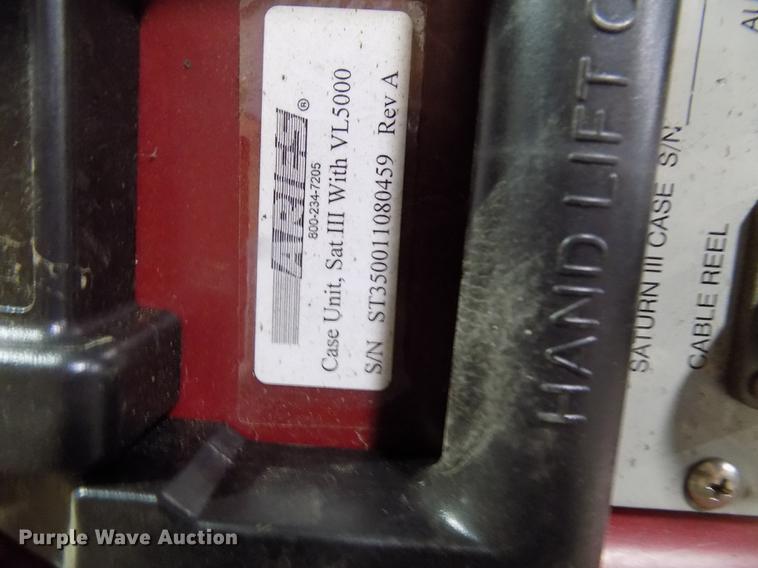 ARIES®
800-234-7205
Case Unit, Sat III With VL5000
S/N ST350011080459 Rev A
HAND LIFT
SATURN III CASE S/N
CABLE REEL
Purple Wave Auction